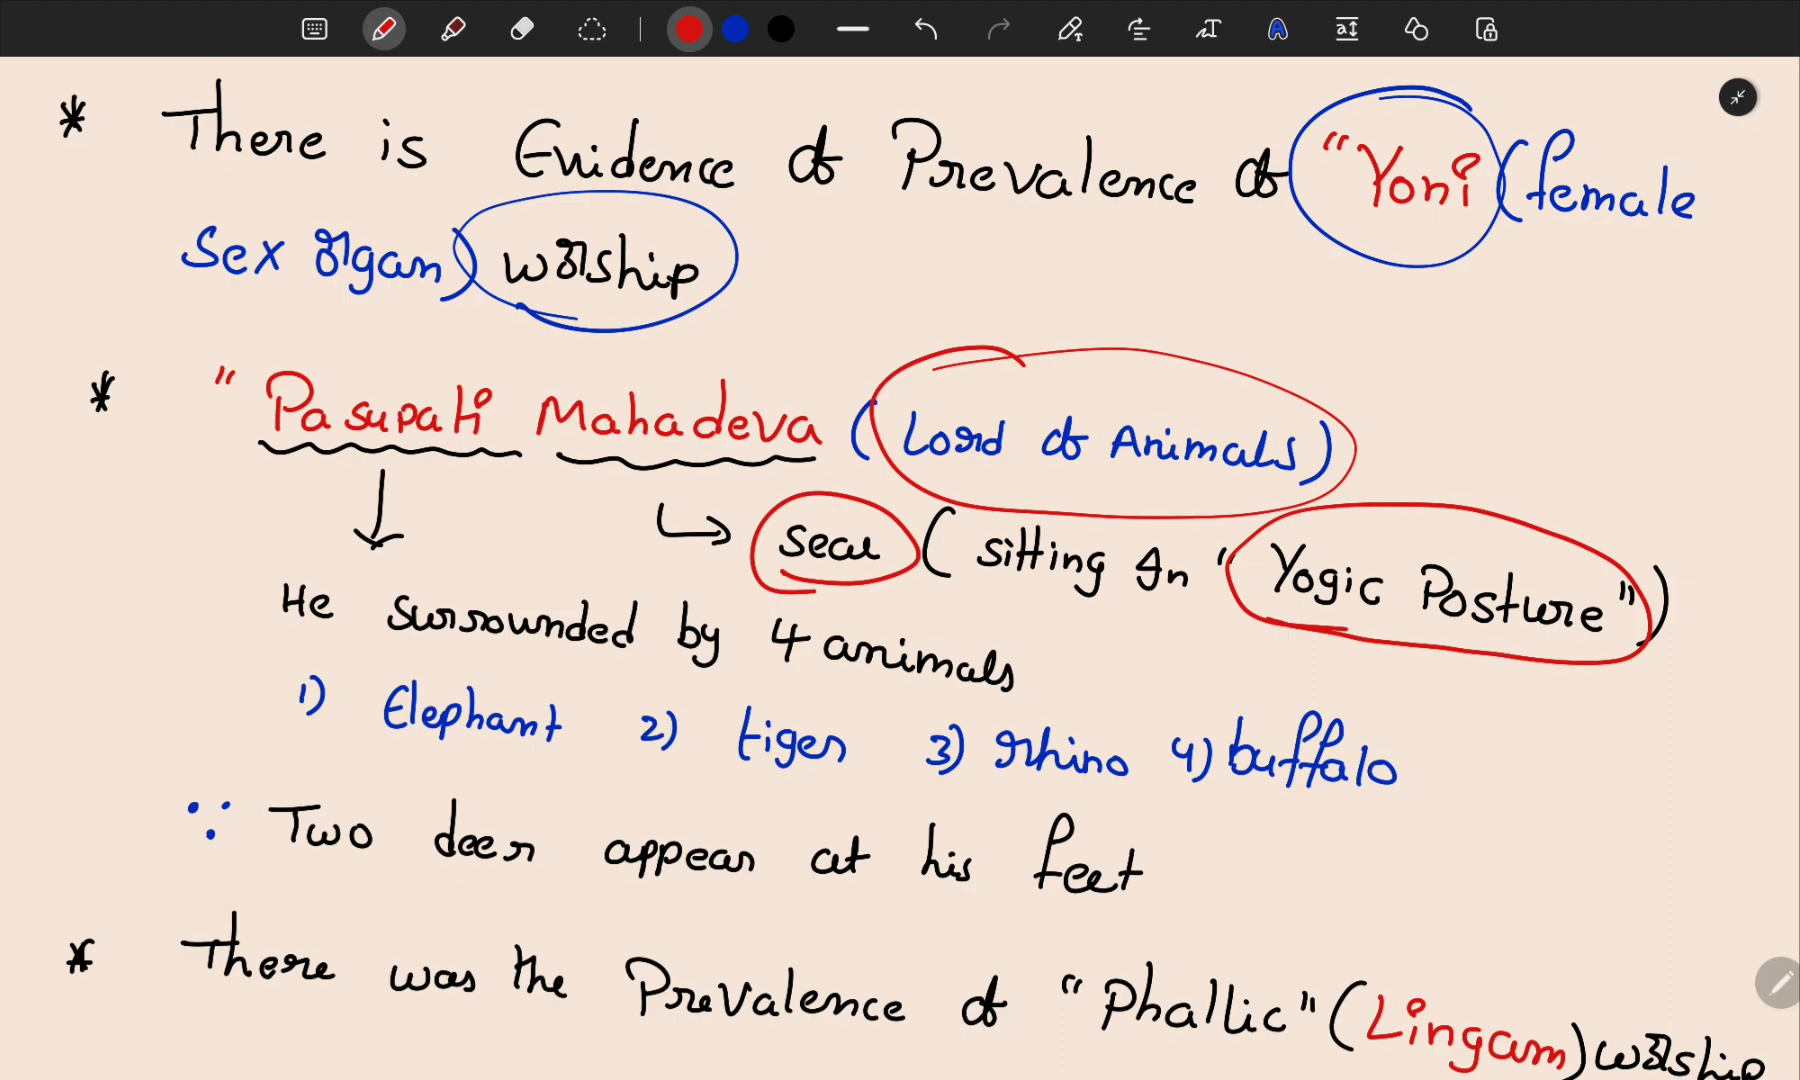 * There is Evidence of Prevalence of "Yoni (female
sex organ) worship
* "Pasupati Mahadeva (Lord of Animals)
↓ ↳ seal (sitting In "Yogic Posture")
He surrounded by 4 animals
1) Elephant 2) tiger 3) rhino 4) buffalo
∵ Two deer appear at his feet
* There was the Prevalence of "Phallic" (Lingam) worship